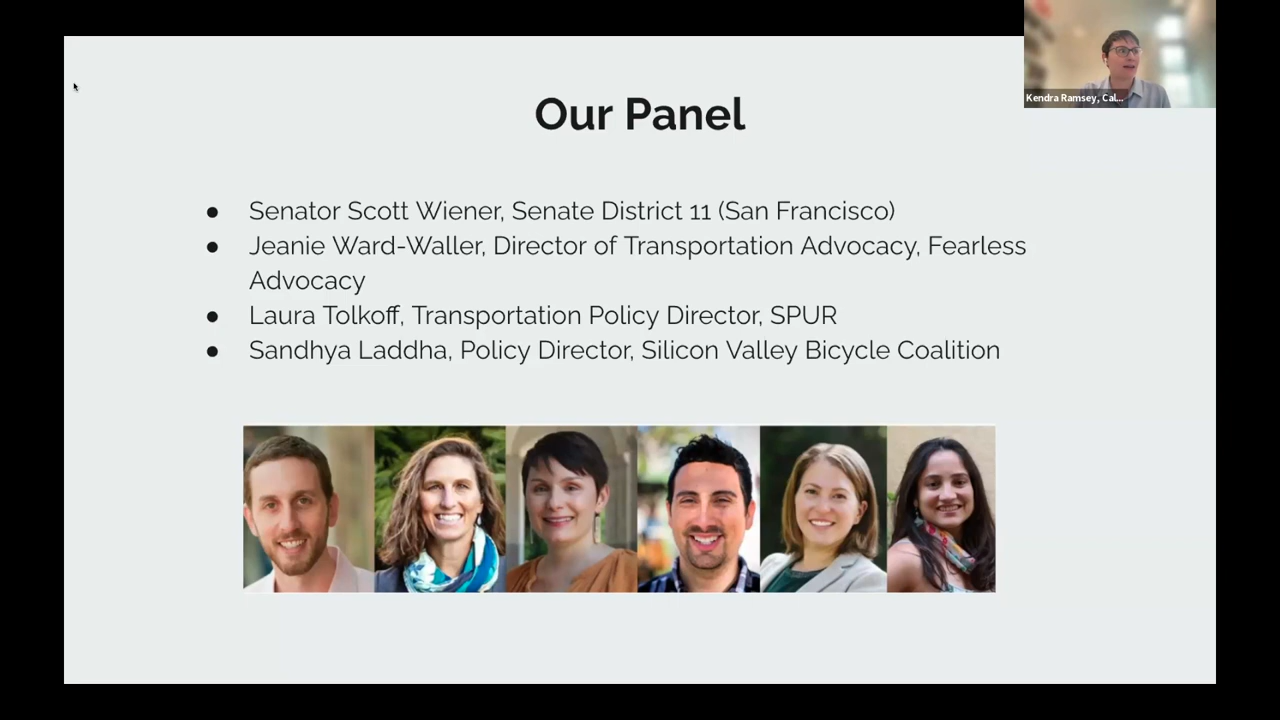 Kendra Ramsey, Cal...
Our Panel
● Senator Scott Wiener, Senate District 11 (San Francisco)
● Jeanie Ward-Waller, Director of Transportation Advocacy, Fearless
Advocacy
● Laura Tolkoff, Transportation Policy Director, SPUR
● Sandhya Laddha, Policy Director, Silicon Valley Bicycle Coalition